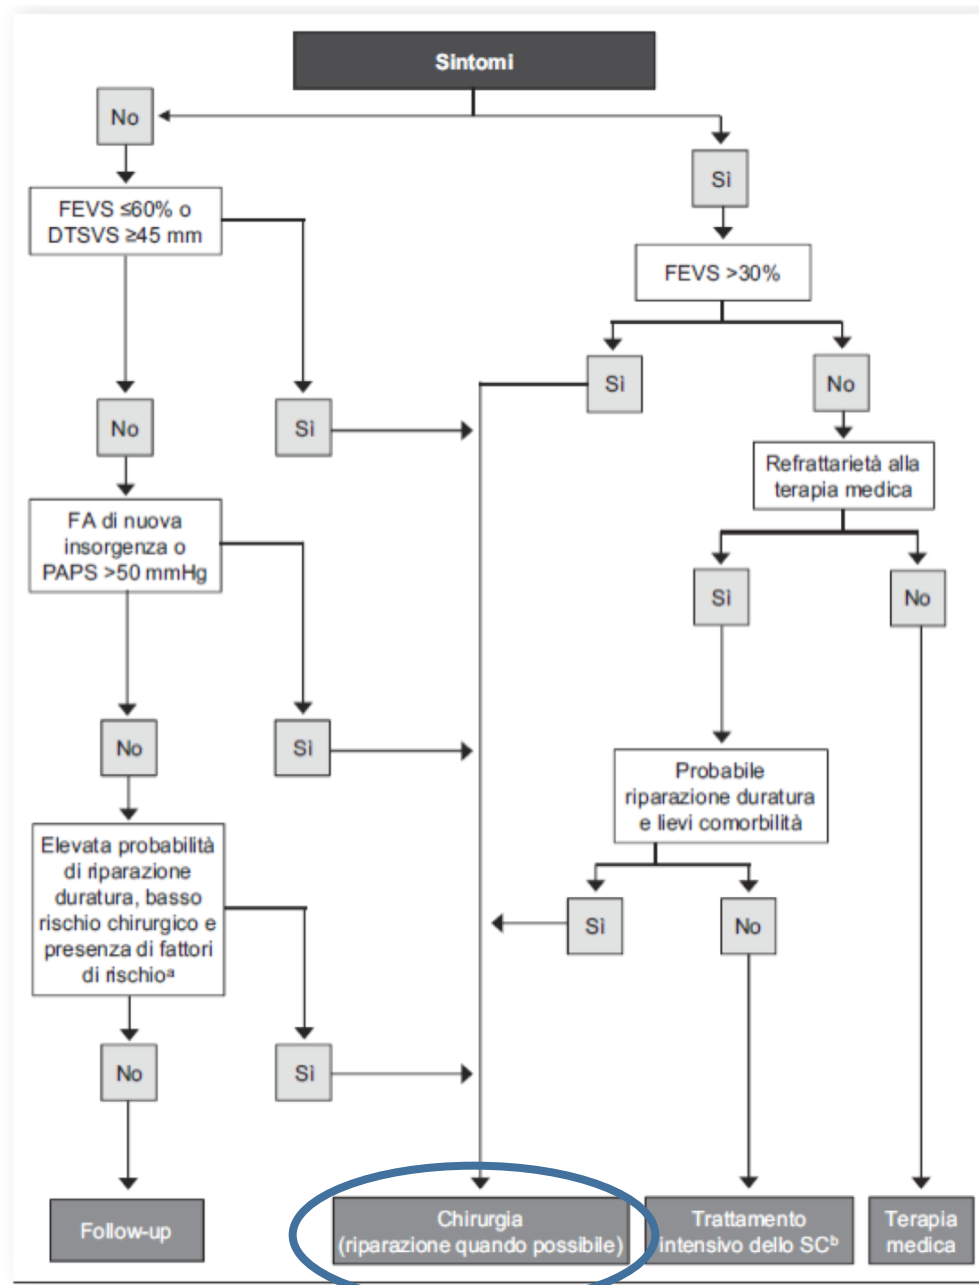 Sintomi
No
Sì
FEVS ≤60% o
DTSVS ≥45 mm
FEVS >30%
Sì
No
No
Sì
Refrattarietà alla
terapia medica
FA di nuova
insorgenza o
PAPS >50 mmHg
Sì
No
No
Sì
Probabile
riparazione duratura
e lievi comorbilità
Elevata probabilità
di riparazione
duratura, basso
rischio chirurgico e
presenza di fattori
di rischioᵃ
Sì
No
No
Sì
Follow-up
Chirurgia
(riparazione quando possibile)
Trattamento
intensivo dello SCᵇ
Terapia
medica